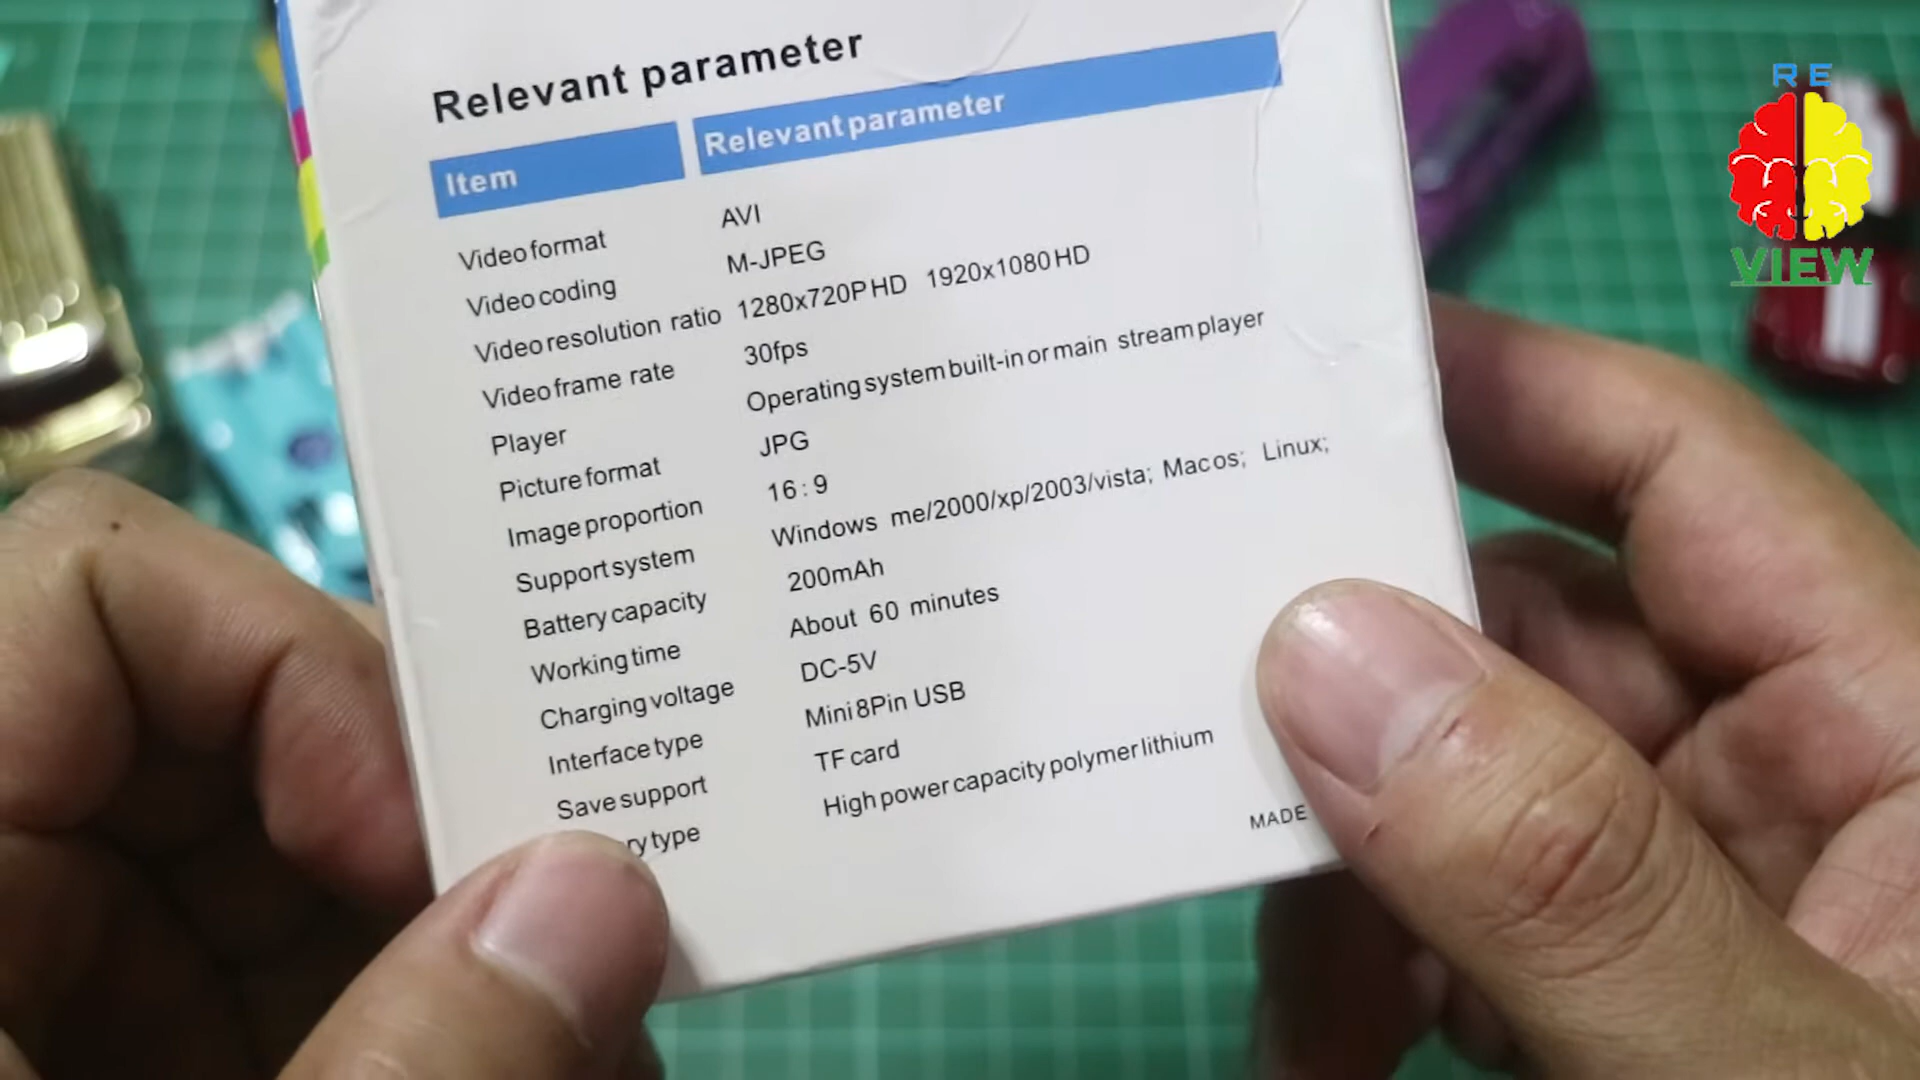 Relevant parameter
Item Relevant parameter
Video format AVI
Video coding M-JPEG
Video resolution ratio 1280x720P HD 1920x1080 HD
Video frame rate 30fps
Player Operating system built-in or main stream player
Picture format JPG
Image proportion 16 : 9
Support system Windows me/2000/xp/2003/vista; Mac os; Linux;
Battery capacity 200mAh
Working time About 60 minutes
Charging voltage DC-5V
Interface type Mini 8Pin USB
Save support TF card
ry type High power capacity polymer lithium
MADE
RE
VIEW